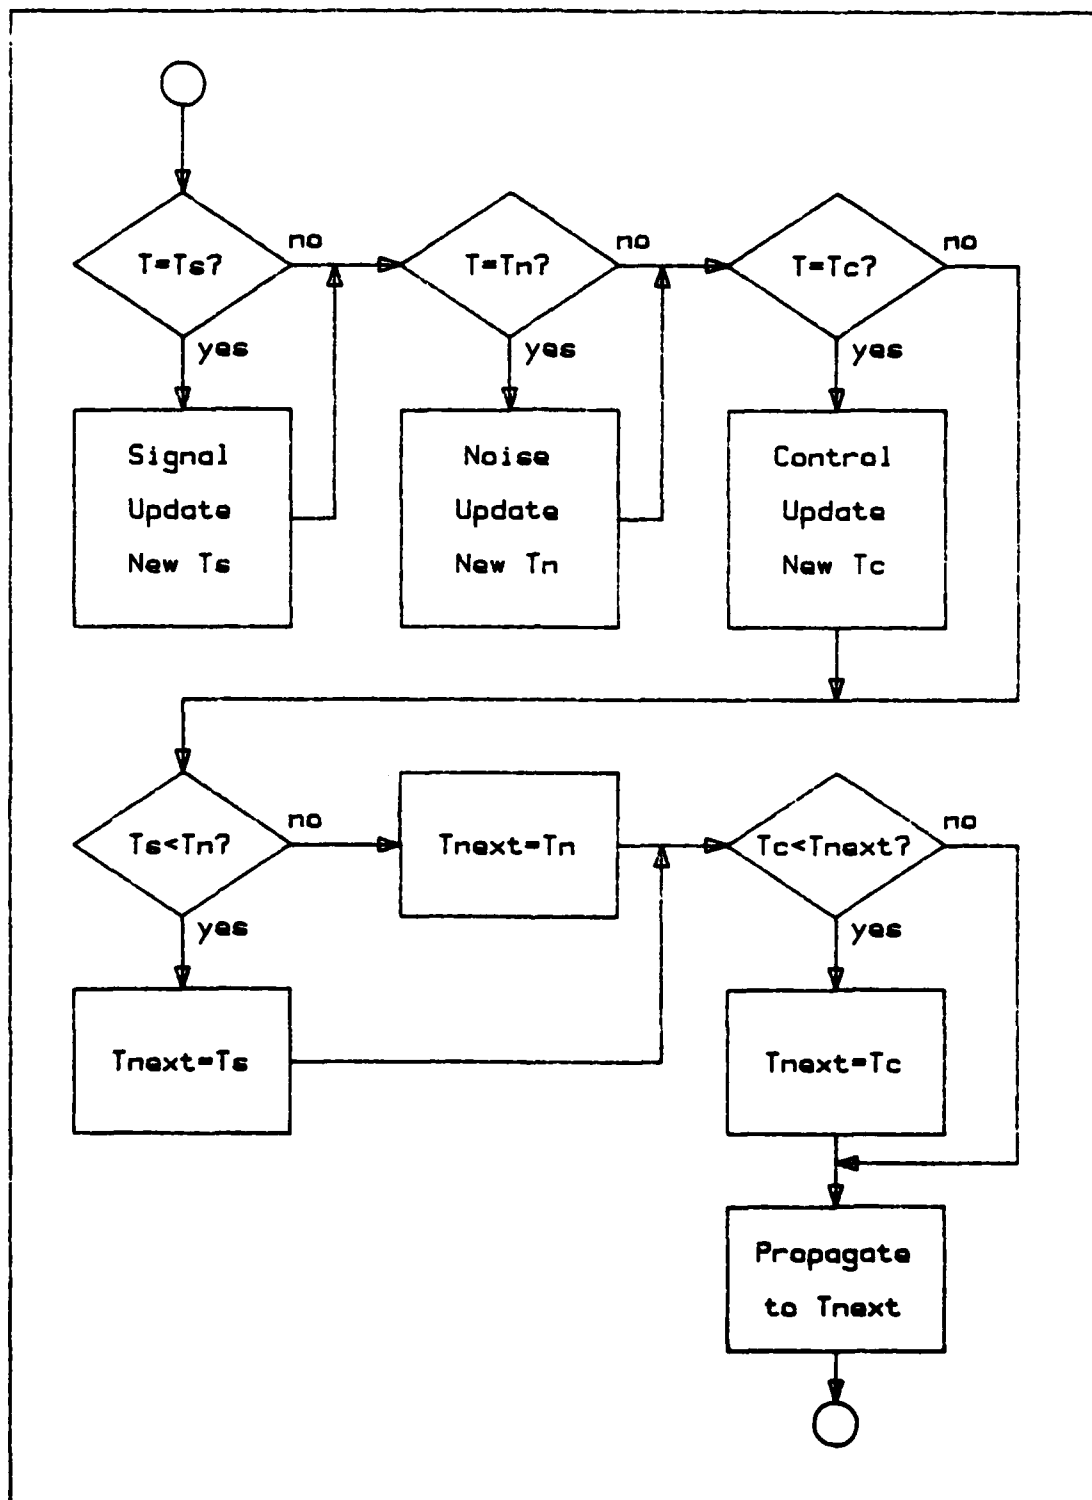 no
no
no
T=Ts?
T=Tn?
T=Tc?
yes
yes
yes
Signal
Update
New Ts
Noise
Update
New Tn
Control
Update
New Tc
no
no
Ts<Tn?
Tnext=Tn
Tc<Tnext?
yes
yes
Tnext=Ts
Tnext=Tc
Propagate
to Tnext